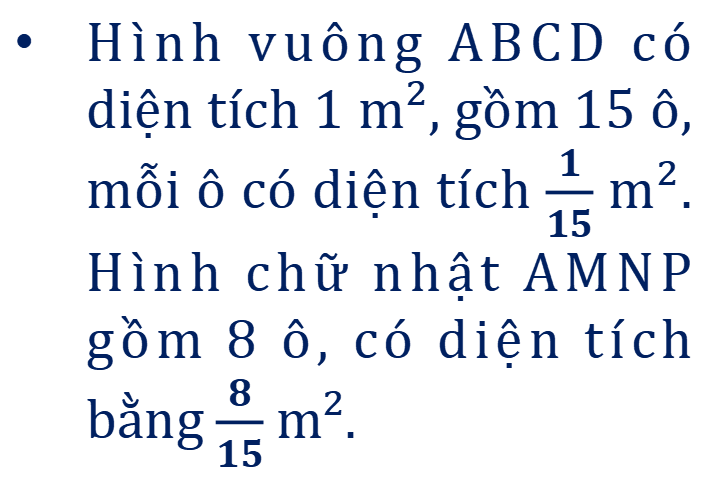 • Hình vuông ABCD có
diện tích 1 m², gồm 15 ô,
mỗi ô có diện tích 1/15 m².
Hình chữ nhật AMNP
gồm 8 ô, có diện tích
bằng 8/15 m².